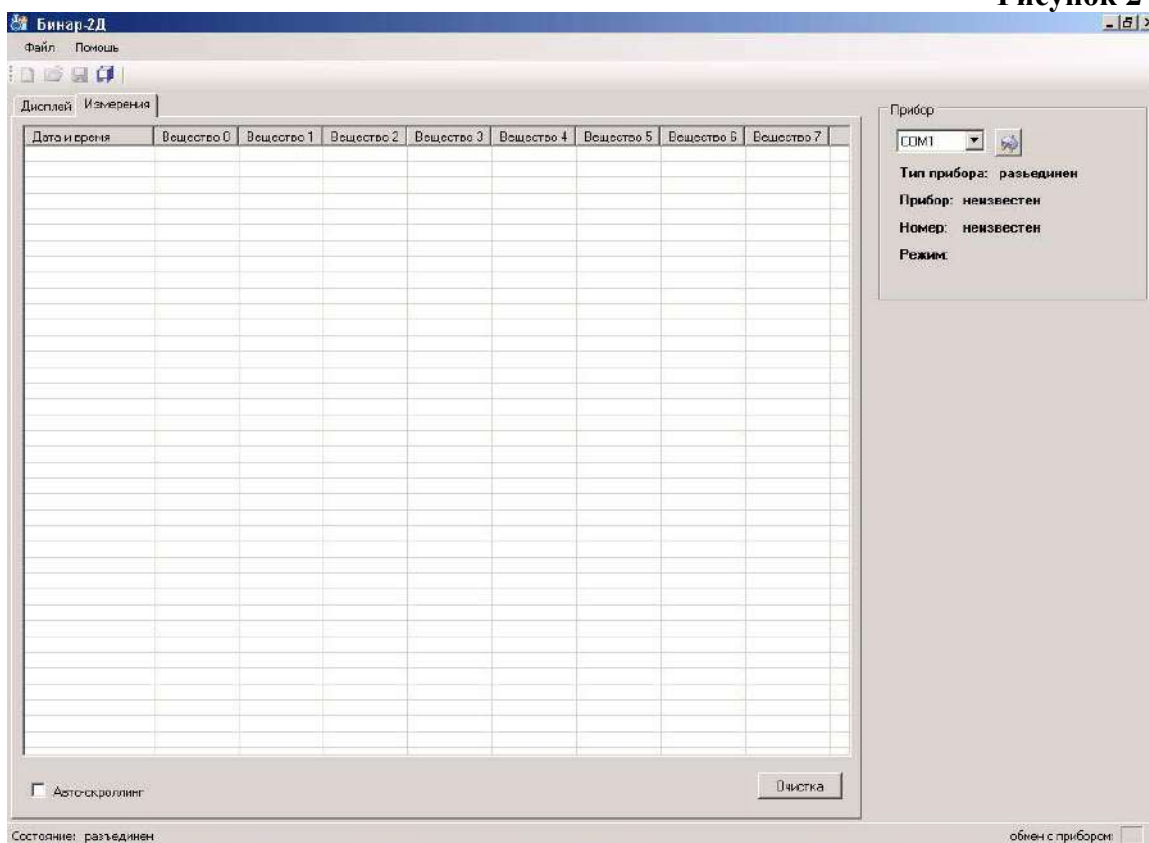 Рисунок 2
Бинар-2Д
Файл Помощь
Дисплей Измерения
Дата и время Вещество 0 Вещество 1 Вещество 2 Вещество 3 Вещество 4 Вещество 5 Вещество 6 Вещество 7
Прибор
COM1
Тип прибора: разьединен
Прибор: неизвестен
Номер: неизвестен
Режим:
Авто-скроллинг
Очистка
Состояние: разъединен
обмен с прибором: